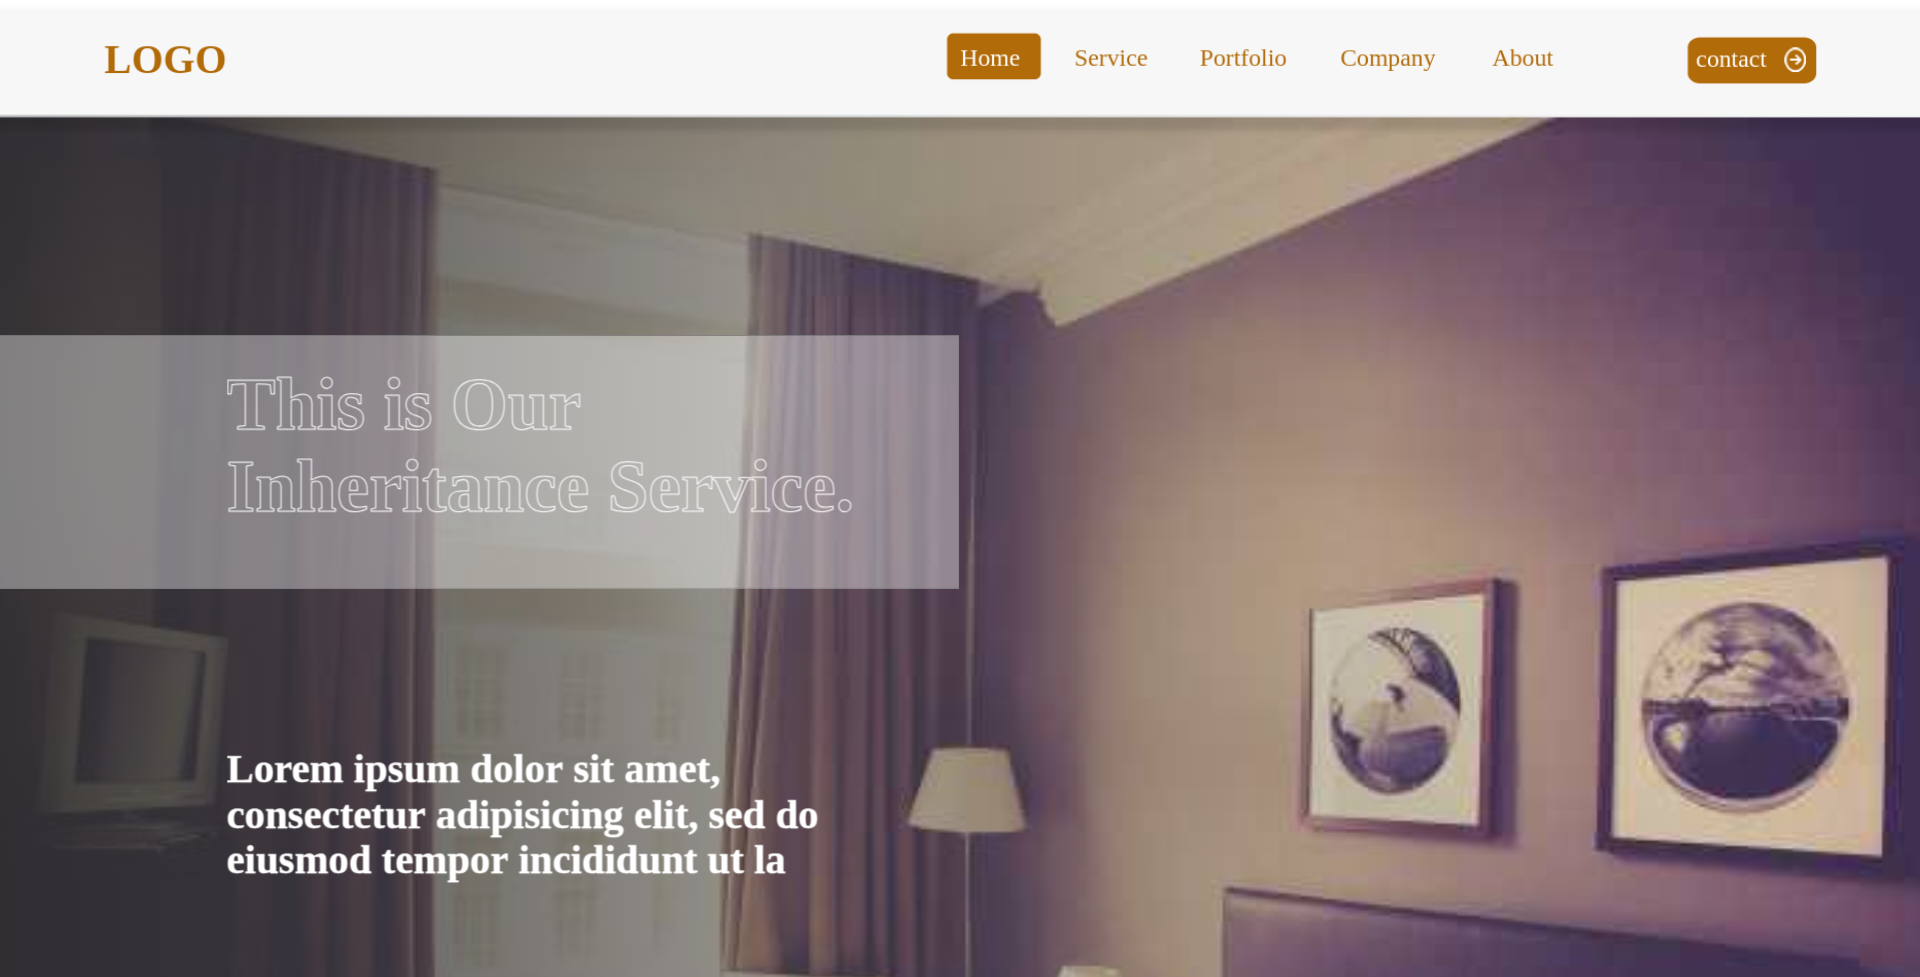 LOGO
Home Service Portfolio Company About contact
This is Our
Inheritance Service.
Lorem ipsum dolor sit amet,
consectetur adipisicing elit, sed do
eiusmod tempor incididunt ut la